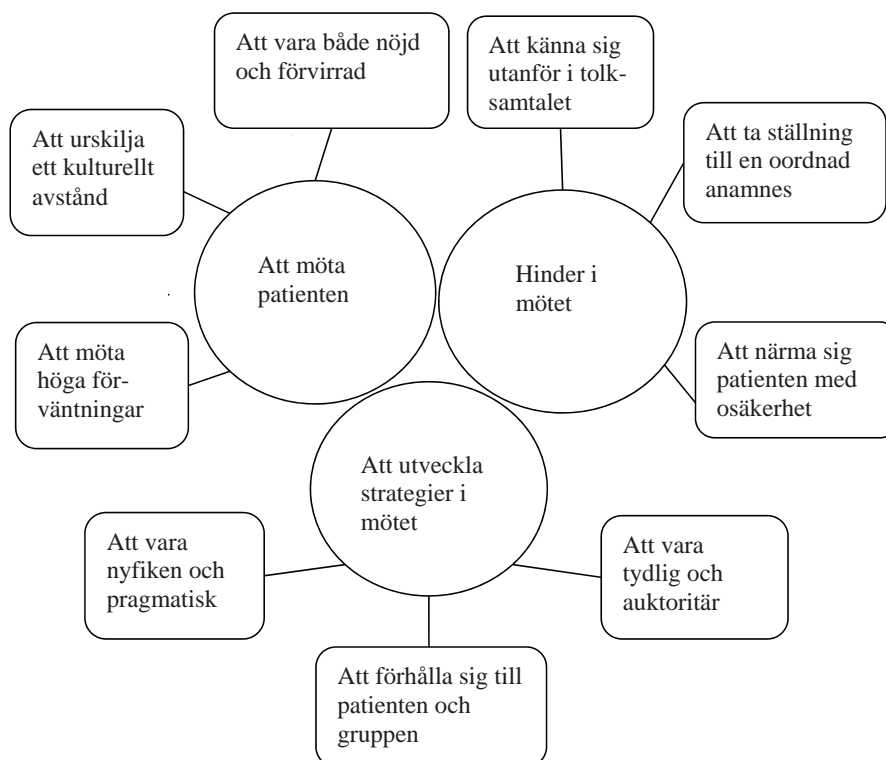 Att vara både nöjd
och förvirrad
Att känna sig
utanför i tolk-
samtalet
Att urskilja
ett kulturellt
avstånd
Att ta ställning
till en oordnad
anamnes
Att möta
patienten
Hinder i
mötet
Att möta
höga för-
väntningar
Att närma sig
patienten med
osäkerhet
Att utveckla
strategier i
mötet
Att vara
nyfiken och
pragmatisk
Att vara
tydlig och
auktoritär
Att förhålla sig till
patienten och
gruppen